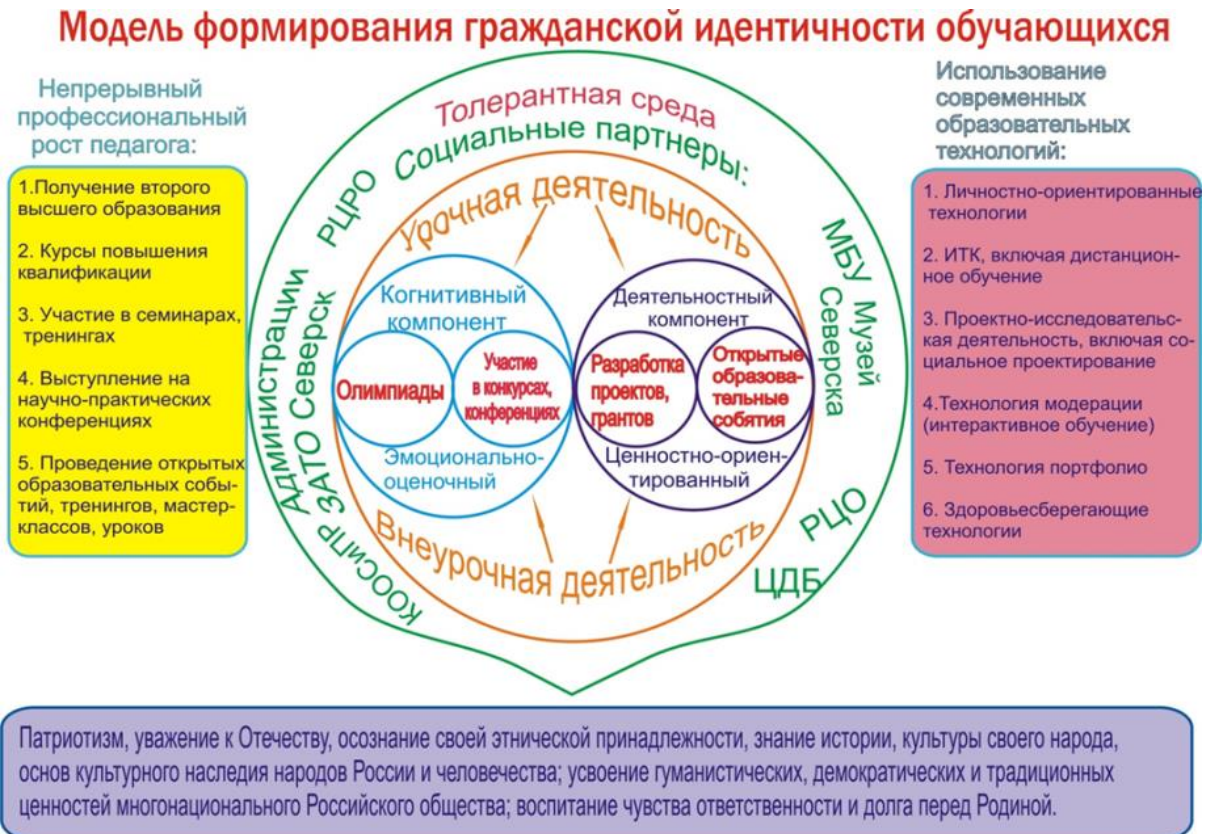 Модель формирования гражданской идентичности обучающихся
Непрерывный
профессиональный
рост педагога:
1.Получение второго
высшего образования
2. Курсы повышения
квалификации
3. Участие в семинарах,
тренингах
4. Выступление на
научно-практических
конференциях
5. Проведение открытых
образовательных собы-
тий, тренингов, мастер-
классов, уроков
Толерантная среда
Социальные партнеры:
РЦРО
Администрации
ЗАТО Северск
КООСиПР
МБУ Музей
Северска
РЦО
ЦДБ
Урочная деятельность
Когнитивный
компонент
Олимпиады
Участие
в конкурсах,
конференциях
Эмоционально-
оценочный
Деятельностный
компонент
Разработка
проектов,
грантов
Открытые
образова-
тельные
события
Ценностно-ориен-
тированный
Внеурочная деятельность
Использование
современных
образовательных
технологий:
1. Личностно-ориентированные
технологии
2. ИТК, включая дистанцион-
ное обучение
3. Проектно-исследовательс-
кая деятельность, включая со-
циальное проектирование
4.Технология модерации
(интерактивное обучение)
5. Технология портфолио
6. Здоровьесберегающие
технологии
Патриотизм, уважение к Отечеству, осознание своей этнической принадлежности, знание истории, культуры своего народа,
основ культурного наследия народов России и человечества; усвоение гуманистических, демократических и традиционных
ценностей многонационального Российского общества; воспитание чувства ответственности и долга перед Родиной.